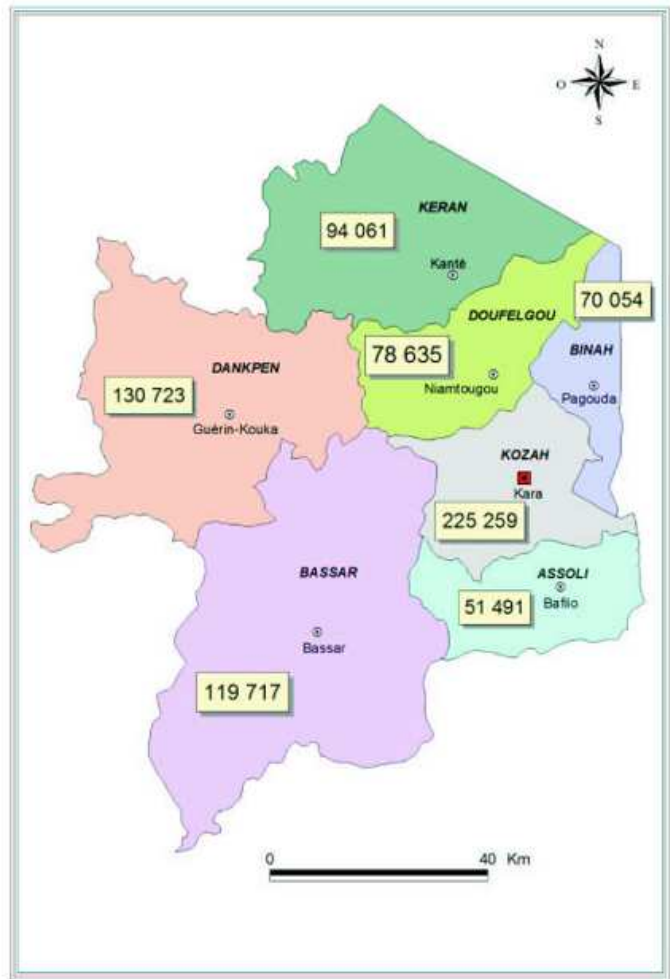 N
O E
S
KERAN
94 061
Kanté
70 054
DOUFELGOU
78 635
BINAH
DANKPEN
Niamtougou
130 723
Pagouda
Guérin-Kouka
KOZAH
Kara
225 259
BASSAR
ASSOLI
51 491
Bafilo
Bassar
119 717
0 40 Km